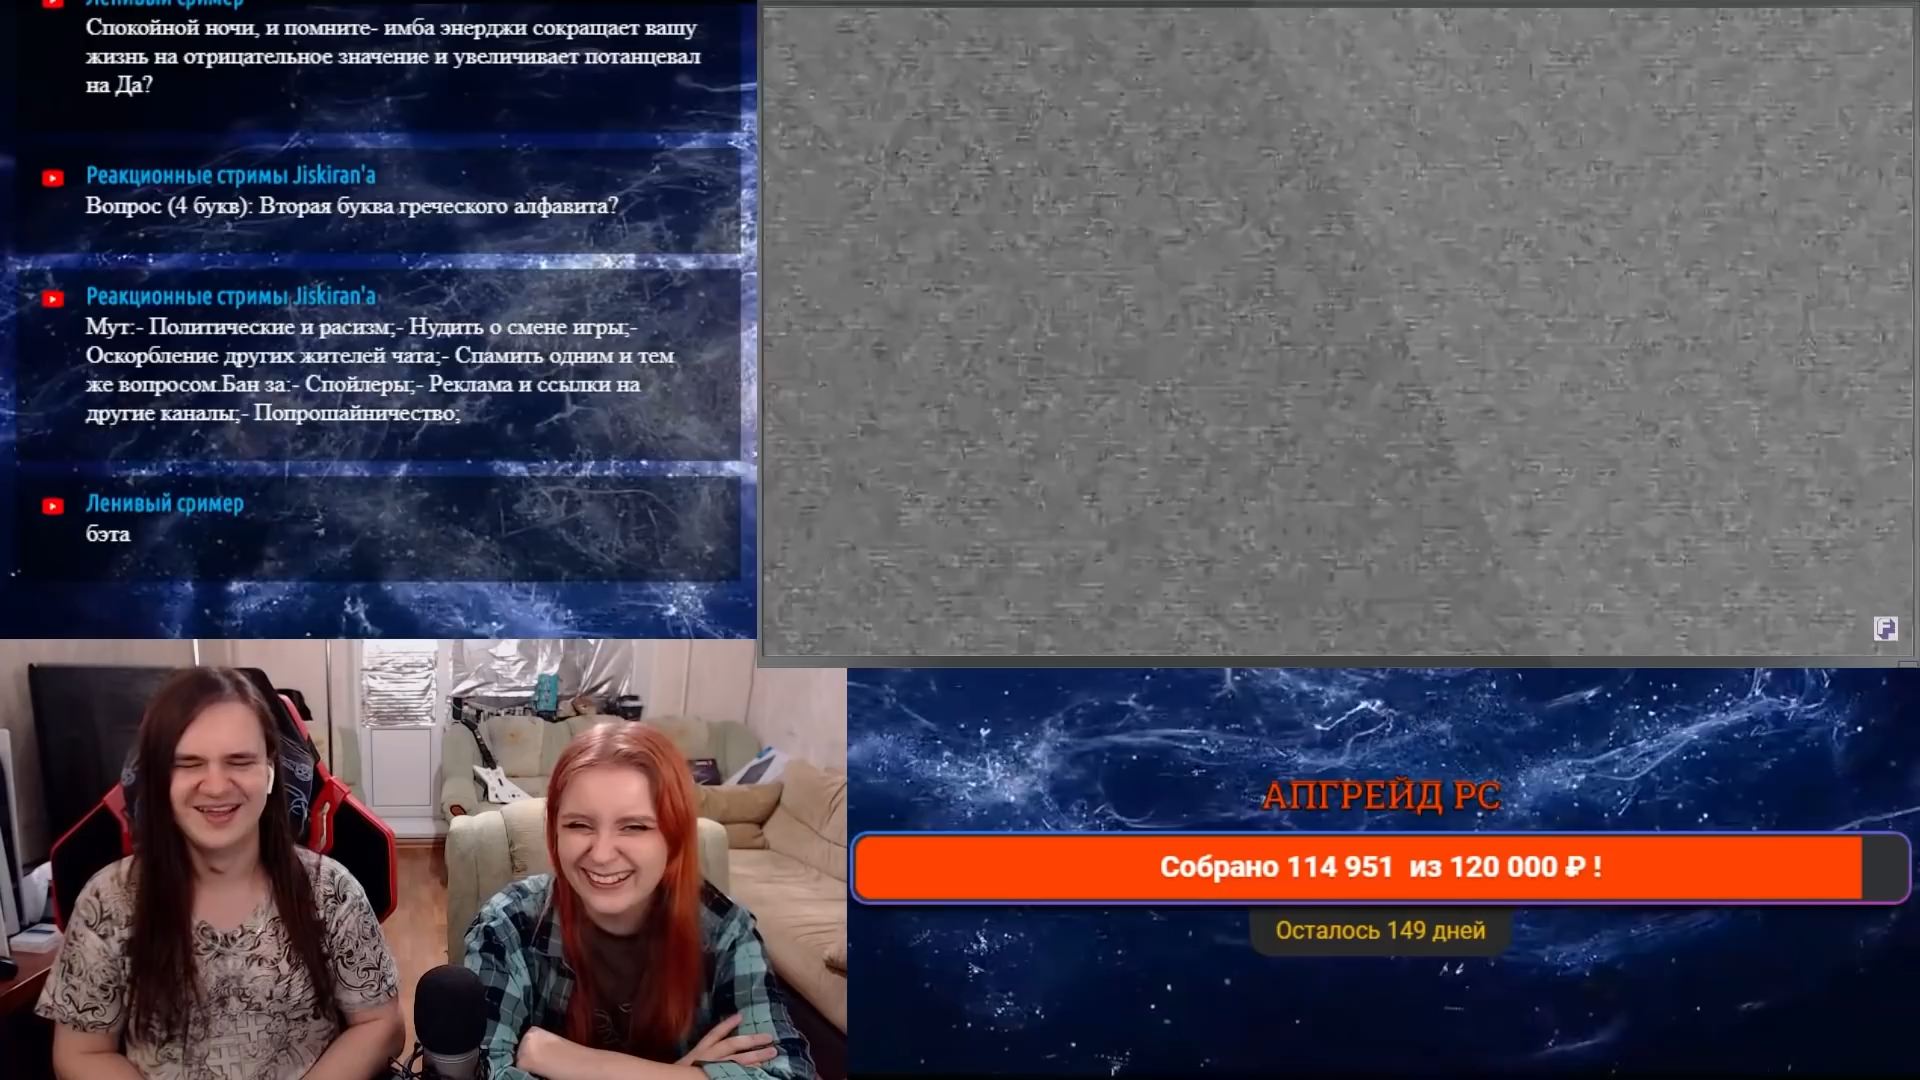 Ленивый сример
Спокойной ночи, и помните- имба энерджи сокращает вашу
жизнь на отрицательное значение и увеличивает потанцевал
на Да?
Реакционные стримы Jiskiran'a
Вопрос (4 букв): Вторая буква греческого алфавита?
Реакционные стримы Jiskiran'a
Мут:- Политические и расизм;- Нудить о смене игры;-
Оскорбление других жителей чата;- Спамить одним и тем
же вопросом.Бан за:- Спойлеры;- Реклама и ссылки на
другие каналы;- Попрошайничество;
Ленивый сример
бэта
АПГРЕЙД PC
Собрано 114 951 из 120 000 ₽ !
Осталось 149 дней